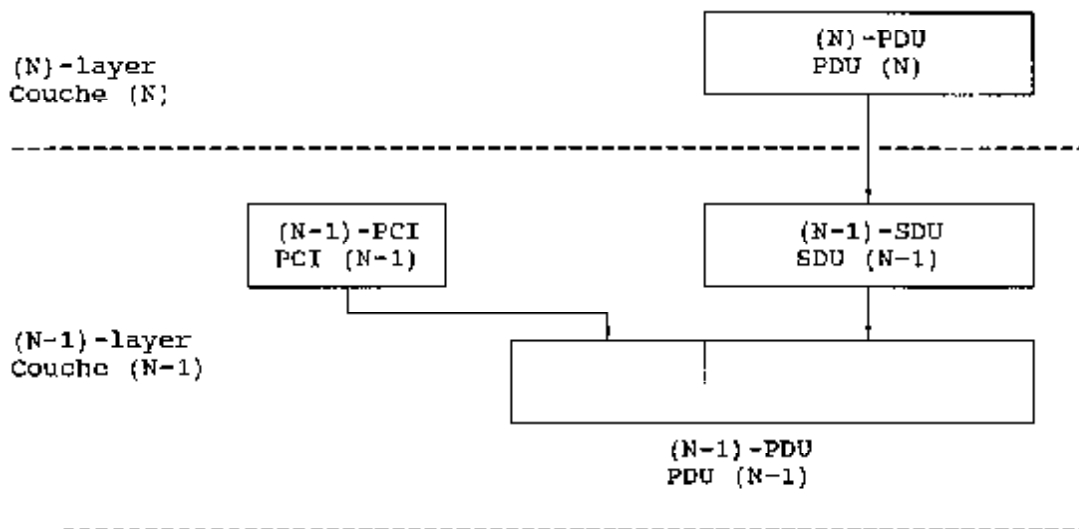 (N)-PDU
PDU (N)
(N)-layer
Couche (N)
(N-1)-PCI
PCI (N-1)
(N-1)-SDU
SDU (N-1)
(N-1)-layer
Couche (N-1)
(N-1)-PDU
PDU (N-1)